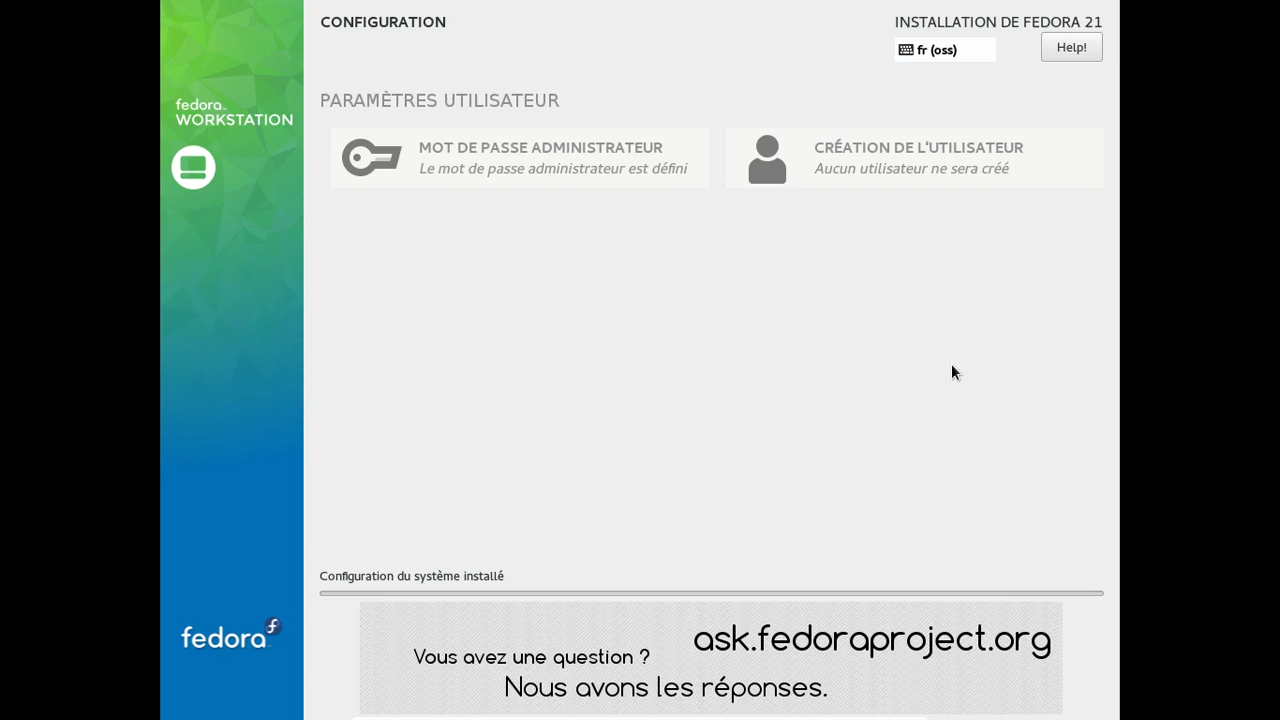 CONFIGURATION
INSTALLATION DE FEDORA 21
fr (oss)
Help!
fedora
WORKSTATION
PARAMÈTRES UTILISATEUR
MOT DE PASSE ADMINISTRATEUR
Le mot de passe administrateur est défini
CRÉATION DE L'UTILISATEUR
Aucun utilisateur ne sera créé
Configuration du système installé
fedora
ask.fedoraproject.org
Vous avez une question ?
Nous avons les réponses.